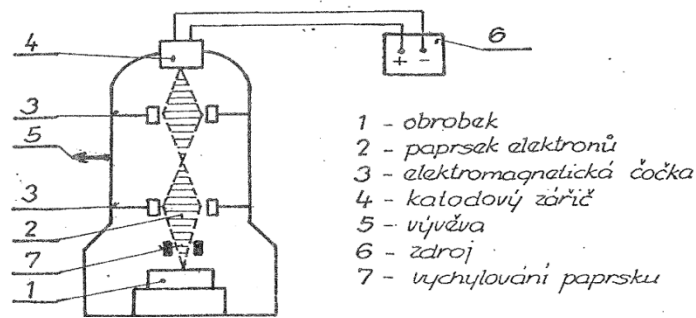 4
6
+ -
3
5
3
2
7
1
1 - obrobek
2 - paprsek elektronů
3 - elektromagnetická čočka
4 - katodový zářič
5 - vývěva
6 - zdroj
7 - vychylování paprsku